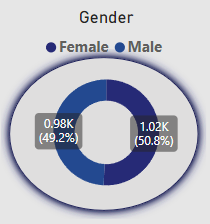 Gender
Female Male
0.98K
(49.2%)
1.02K
(50.8%)